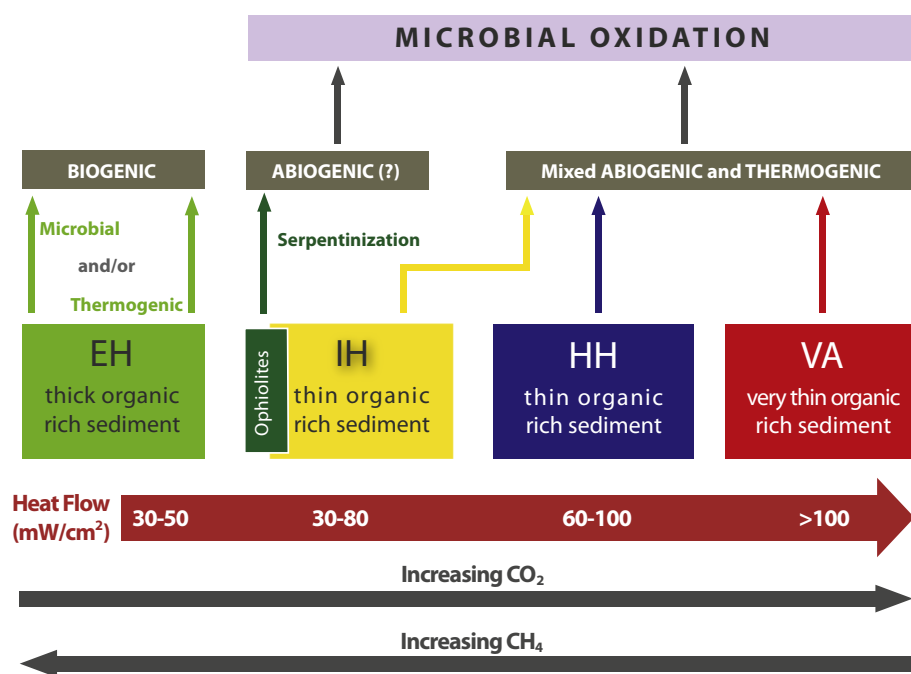 MICROBIAL OXIDATION
BIOGENIC
ABIOGENIC (?)
Mixed ABIOGENIC and THERMOGENIC
Microbial
and/or
Thermogenic
Serpentinization
EH
thick organic
rich sediment
Ophiolites
IH
thin organic
rich sediment
HH
thin organic
rich sediment
VA
very thin organic
rich sediment
Heat Flow
(mW/cm²)
30-50
30-80
60-100
>100
Increasing CO₂
Increasing CH₄